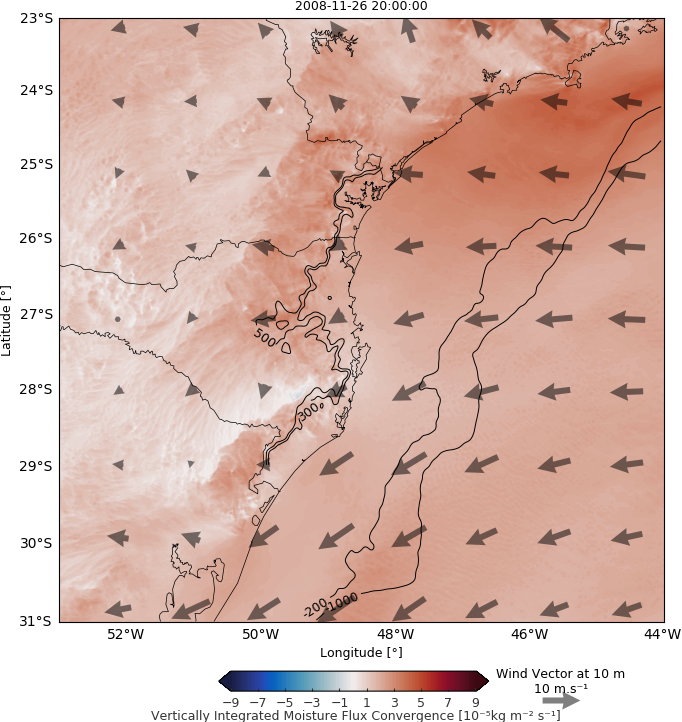 2008-11-26 20:00:00
23°S
24°S
25°S
26°S
27°S
28°S
29°S
30°S
31°S
Latitude [°]
500
300
-200
-1000
52°W 50°W 48°W 46°W 44°W
Longitude [°]
−9 −7 −5 −3 −1 1 3 5 7 9
Wind Vector at 10 m
10 m.s⁻¹
Vertically Integrated Moisture Flux Convergence [10⁻⁵kg m⁻² s⁻¹]